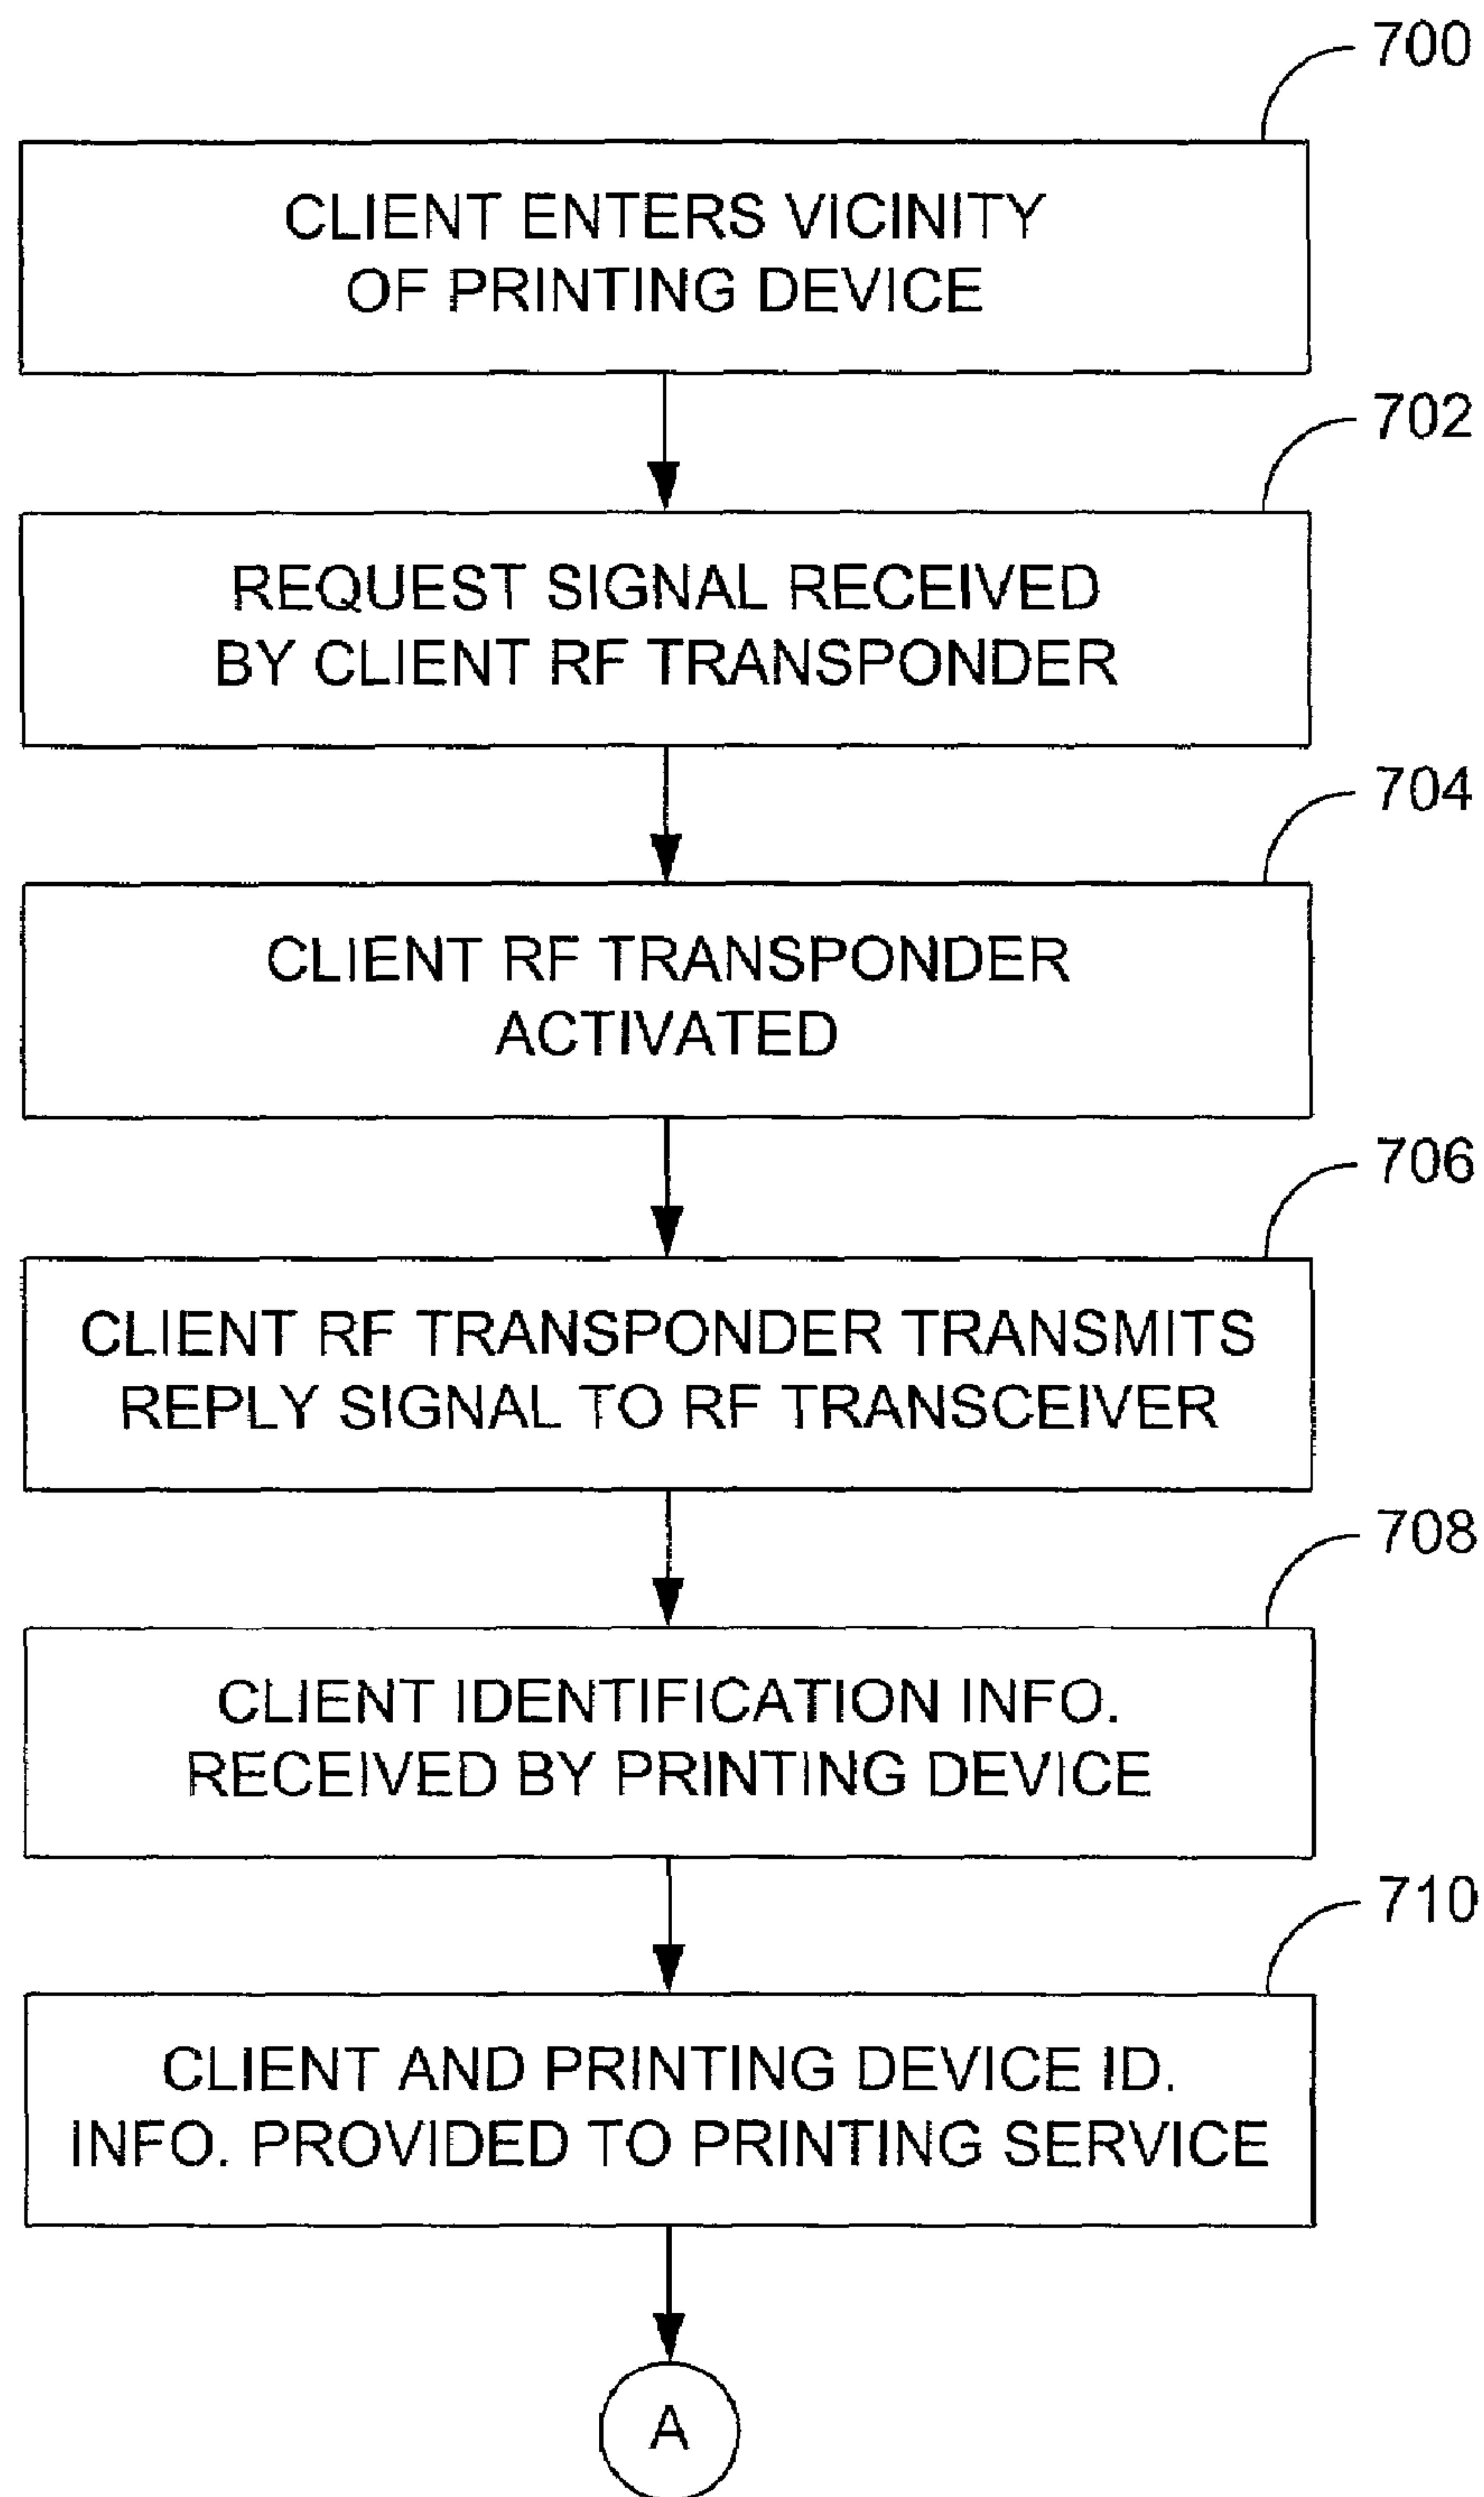 700
CLIENT ENTERS VICINITY
OF PRINTING DEVICE
702
REQUEST SIGNAL RECEIVED
BY CLIENT RF TRANSPONDER
704
CLIENT RF TRANSPONDER
ACTIVATED
706
CLIENT RF TRANSPONDER TRANSMITS
REPLY SIGNAL TO RF TRANSCEIVER
708
CLIENT IDENTIFICATION INFO.
RECEIVED BY PRINTING DEVICE
710
CLIENT AND PRINTING DEVICE ID.
INFO. PROVIDED TO PRINTING SERVICE
A